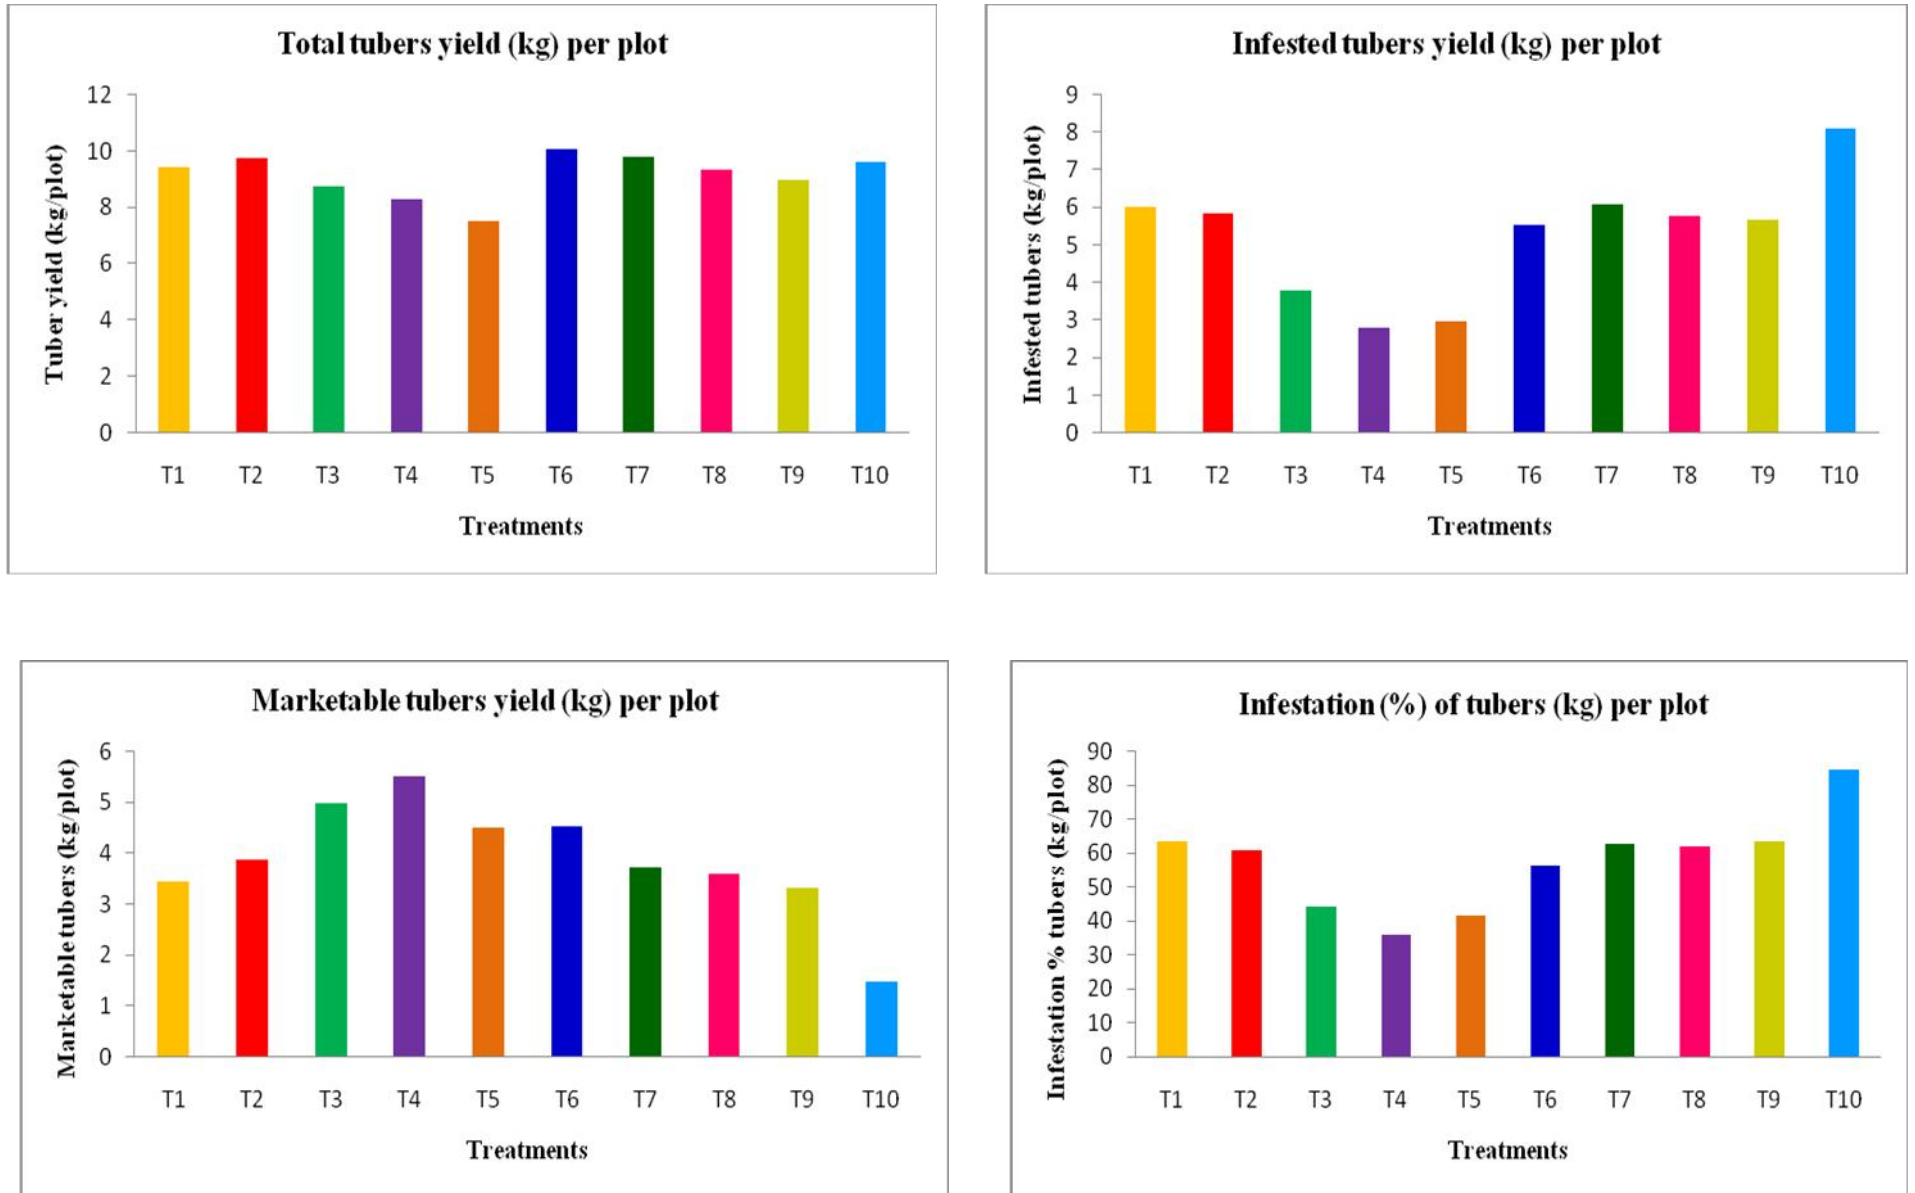 Total tubers yield (kg) per plot
Tuber yield (kg/plot)
12
10
8
6
4
2
0
T1 T2 T3 T4 T5 T6 T7 T8 T9 T10
Treatments
Infested tubers yield (kg) per plot
Infested tubers (kg/plot)
9
8
7
6
5
4
3
2
1
0
T1 T2 T3 T4 T5 T6 T7 T8 T9 T10
Treatments
Marketable tubers yield (kg) per plot
Marketable tubers (kg/plot)
6
5
4
3
2
1
0
T1 T2 T3 T4 T5 T6 T7 T8 T9 T10
Treatments
Infestation (%) of tubers (kg) per plot
Infestation % tubers (kg/plot)
90
80
70
60
50
40
30
20
10
0
T1 T2 T3 T4 T5 T6 T7 T8 T9 T10
Treatments